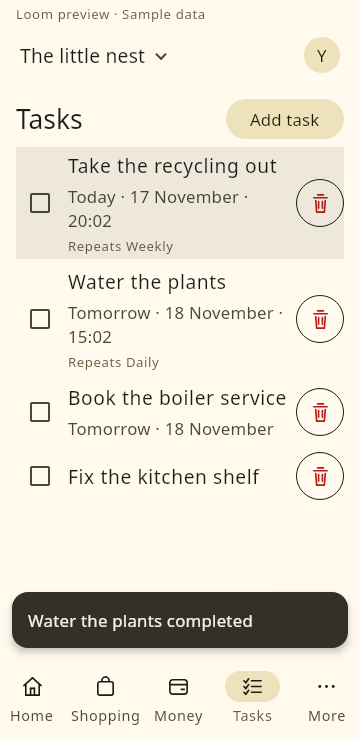 Loom preview · Sample data
The little nest
Y
Tasks
Add task
Take the recycling out
Today · 17 November ·
20:02
Repeats Weekly
Water the plants
Tomorrow · 18 November ·
15:02
Repeats Daily
Book the boiler service
Tomorrow · 18 November
Fix the kitchen shelf
Water the plants completed
Home
Shopping
Money
Tasks
More